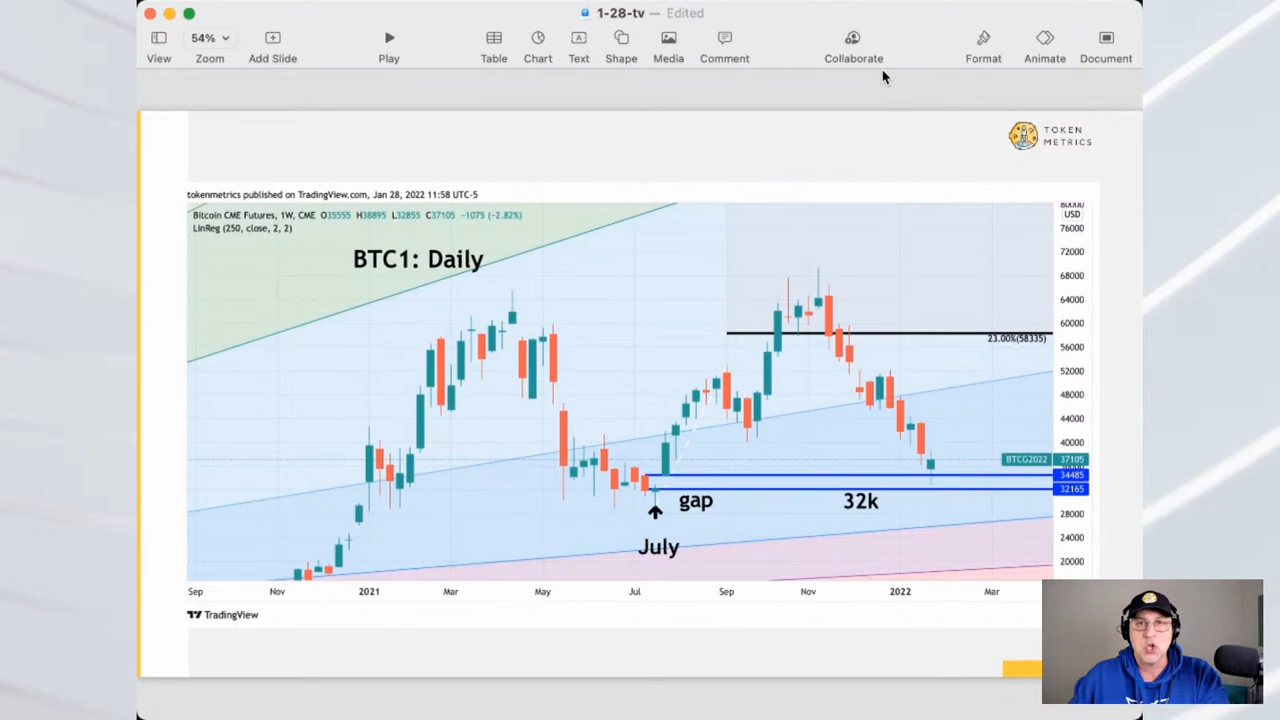 1-28-tv — Edited
54%
View Zoom Add Slide Play Table Chart Text Shape Media Comment Collaborate Format Animate Document
TOKEN
METRICS
tokenmetrics published on TradingView.com, Jan 28, 2022 11:58 UTC-5
Bitcoin CME Futures, 1W, CME O35555 H38895 L32855 C37105 −1075 (−2.82%)
LinReg (250, close, 2, 2)
BTC1: Daily
80000
USD
76000
72000
68000
64000
60000
23.00%(58335)
56000
52000
48000
44000
40000
BTCG2022 37105
34485
32165
gap
32k
28000
July
24000
20000
Sep Nov 2021 Mar May Jul Sep Nov 2022 Mar
TradingView